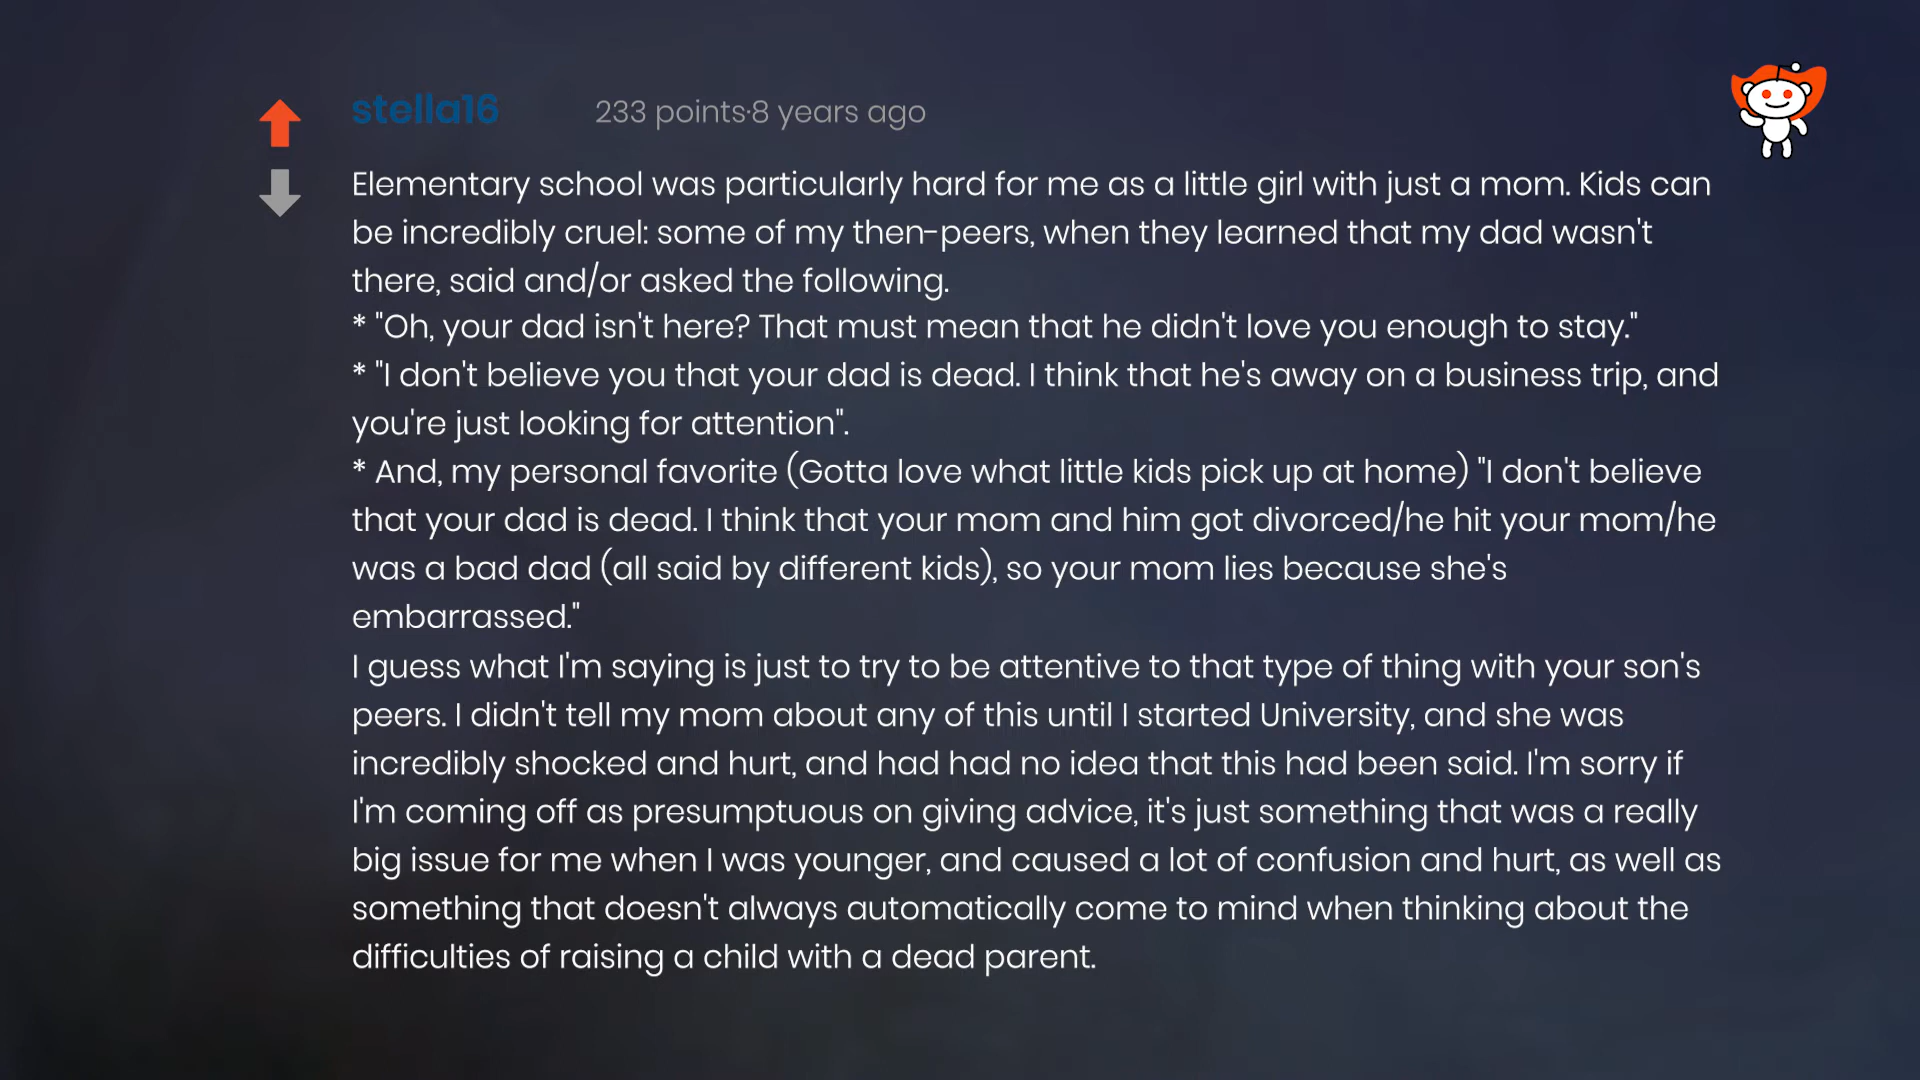 stella16 233 points·8 years ago
Elementary school was particularly hard for me as a little girl with just a mom. Kids can
be incredibly cruel: some of my then-peers, when they learned that my dad wasn't
there, said and/or asked the following.
* "Oh, your dad isn't here? That must mean that he didn't love you enough to stay."
* "I don't believe you that your dad is dead. I think that he's away on a business trip, and
you're just looking for attention".
* And, my personal favorite (Gotta love what little kids pick up at home) "I don't believe
that your dad is dead. I think that your mom and him got divorced/he hit your mom/he
was a bad dad (all said by different kids), so your mom lies because she's
embarrassed."
I guess what I'm saying is just to try to be attentive to that type of thing with your son's
peers. I didn't tell my mom about any of this until I started University, and she was
incredibly shocked and hurt, and had had no idea that this had been said. I'm sorry if
I'm coming off as presumptuous on giving advice, it's just something that was a really
big issue for me when I was younger, and caused a lot of confusion and hurt, as well as
something that doesn't always automatically come to mind when thinking about the
difficulties of raising a child with a dead parent.